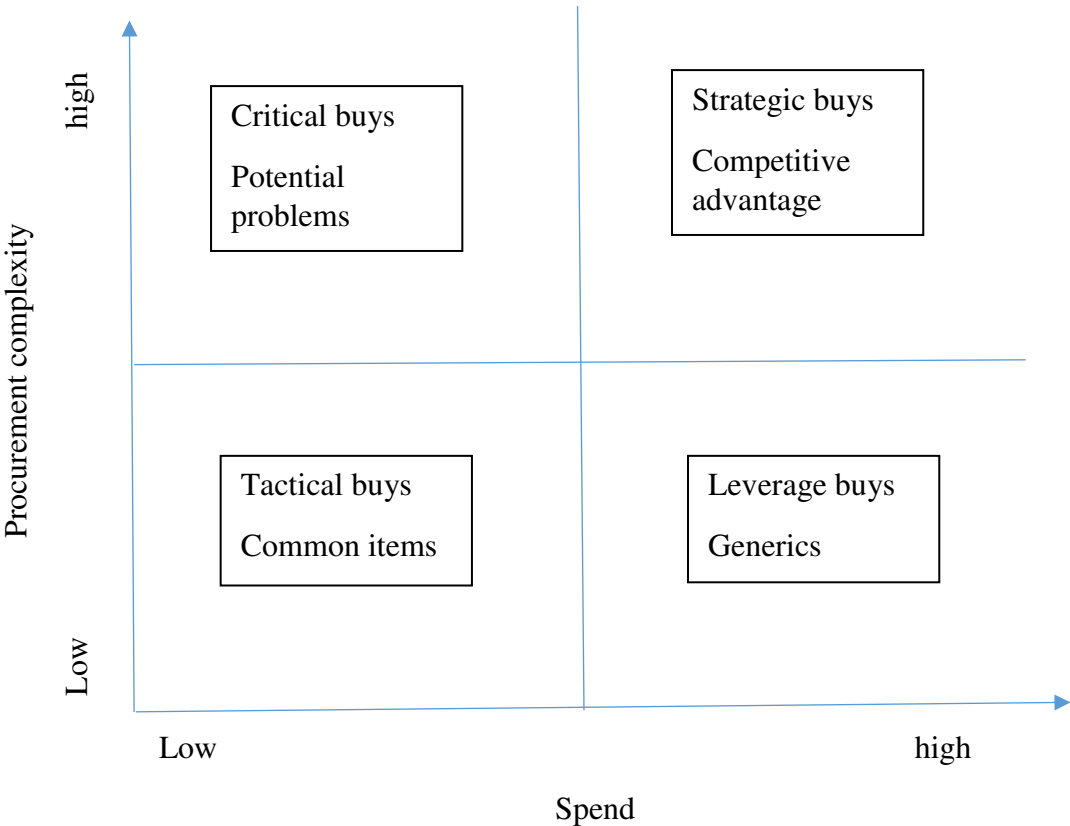 high
Critical buys
Potential
problems
Strategic buys
Competitive
advantage
Procurement complexity
Tactical buys
Common items
Leverage buys
Generics
Low
Low
high
Spend